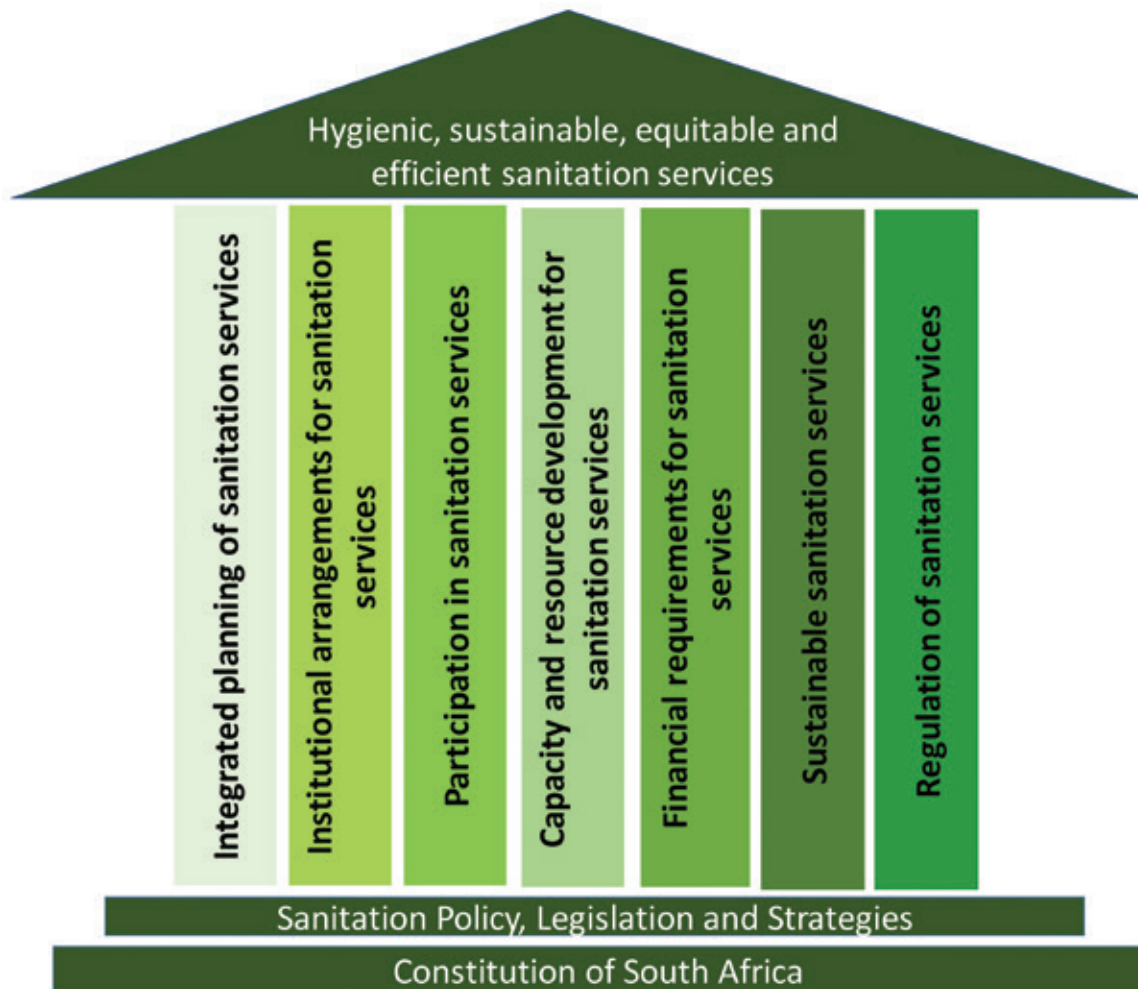 Hygienic, sustainable, equitable and
efficient sanitation services
Integrated planning of sanitation services
Institutional arrangements for sanitation
services
Participation in sanitation services
Capacity and resource development for
sanitation services
Financial requirements for sanitation
services
Sustainable sanitation services
Regulation of sanitation services
Sanitation Policy, Legislation and Strategies
Constitution of South Africa